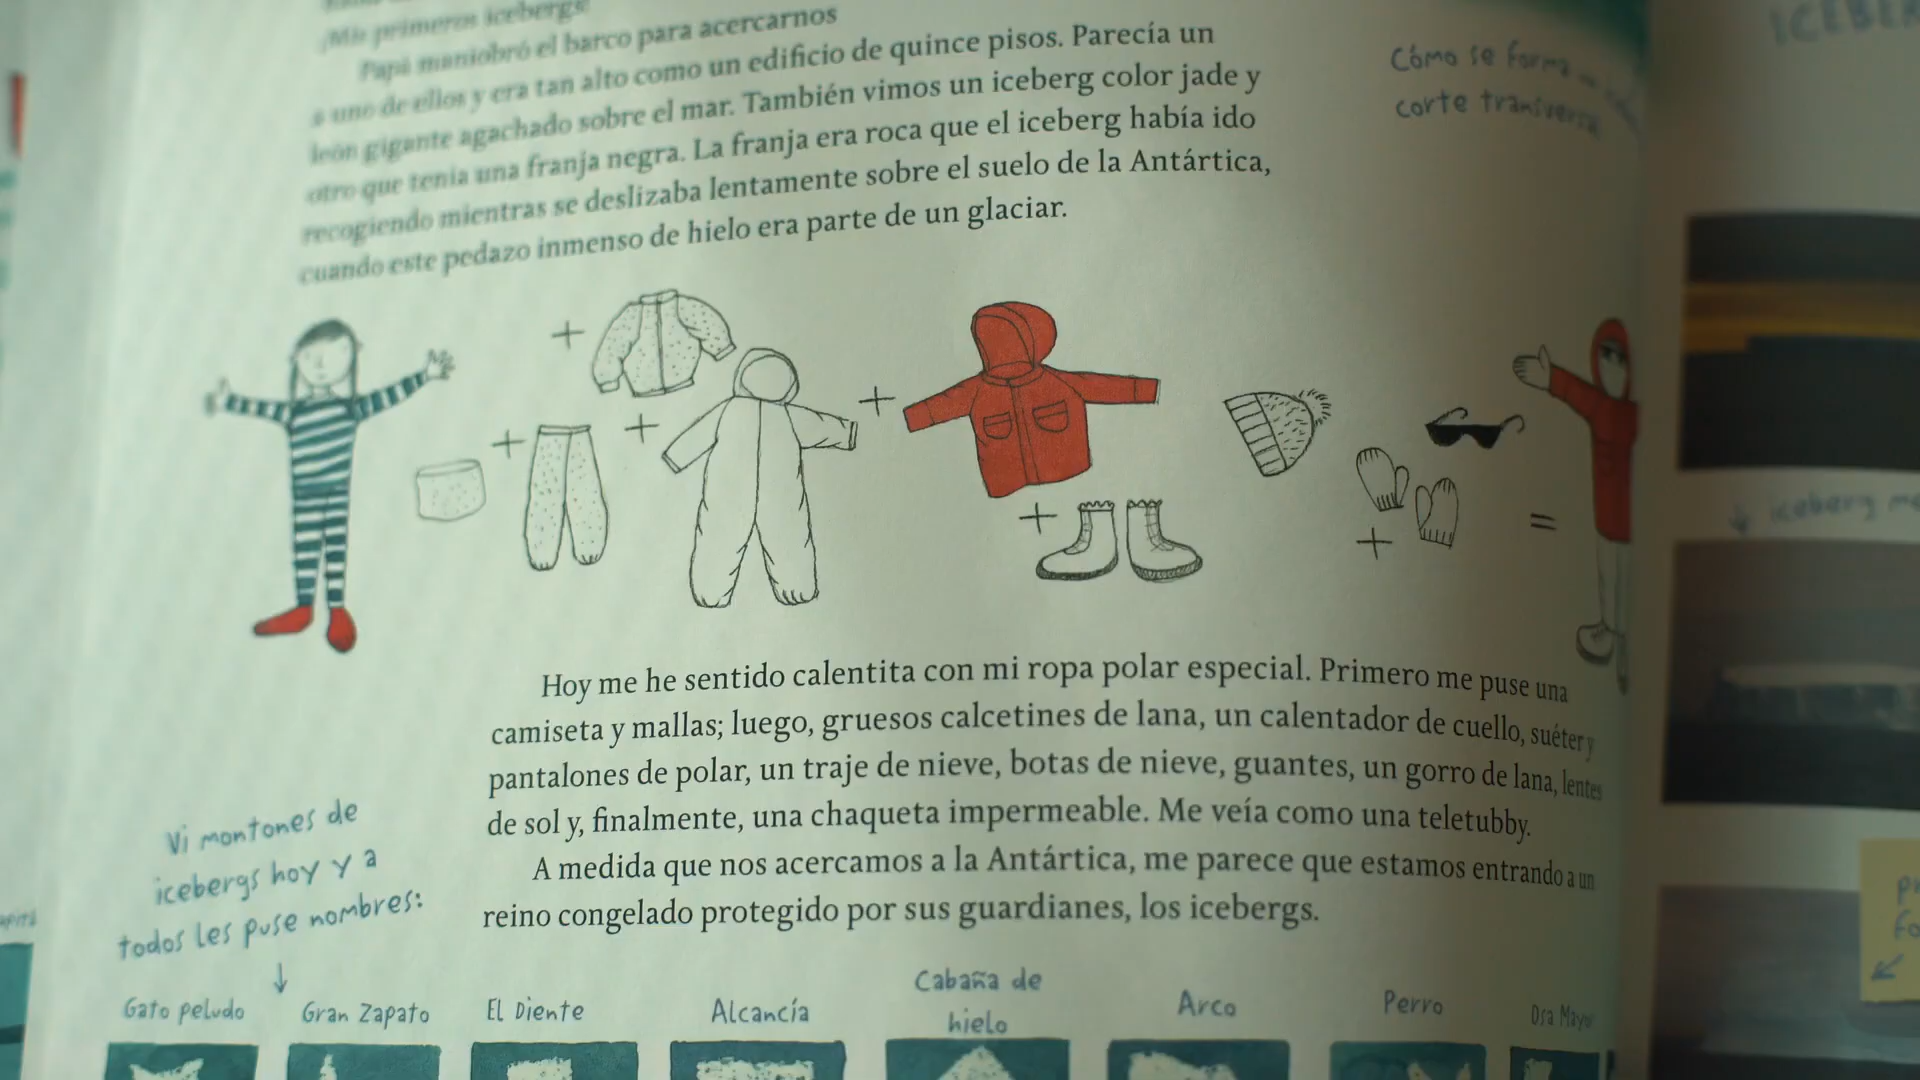 ¡Mis primeros icebergs!
Papá maniobró el barco para acercarnos
a uno de ellos y era tan alto como un edificio de quince pisos. Parecía un
león gigante agachado sobre el mar. También vimos un iceberg color jade y
otro que tenía una franja negra. La franja era roca que el iceberg había ido
recogiendo mientras se deslizaba lentamente sobre el suelo de la Antártica,
cuando este pedazo inmenso de hielo era parte de un glaciar.
Cómo se forma
corte transversal
+
+
+
+
+
+
=
Hoy me he sentido calentita con mi ropa polar especial. Primero me puse una
camiseta y mallas; luego, gruesos calcetines de lana, un calentador de cuello, suéter y
pantalones de polar, un traje de nieve, botas de nieve, guantes, un gorro de lana, lentes
de sol y, finalmente, una chaqueta impermeable. Me veía como una teletubby.
A medida que nos acercamos a la Antártica, me parece que estamos entrando a un
reino congelado protegido por sus guardianes, los icebergs.
Vi montones de
icebergs hoy y a
todos les puse nombres:
↓
Gato peludo
Gran Zapato
El Diente
Alcancía
Cabaña de
hielo
Arco
Perro
Osa Mayor
↓ iceberg